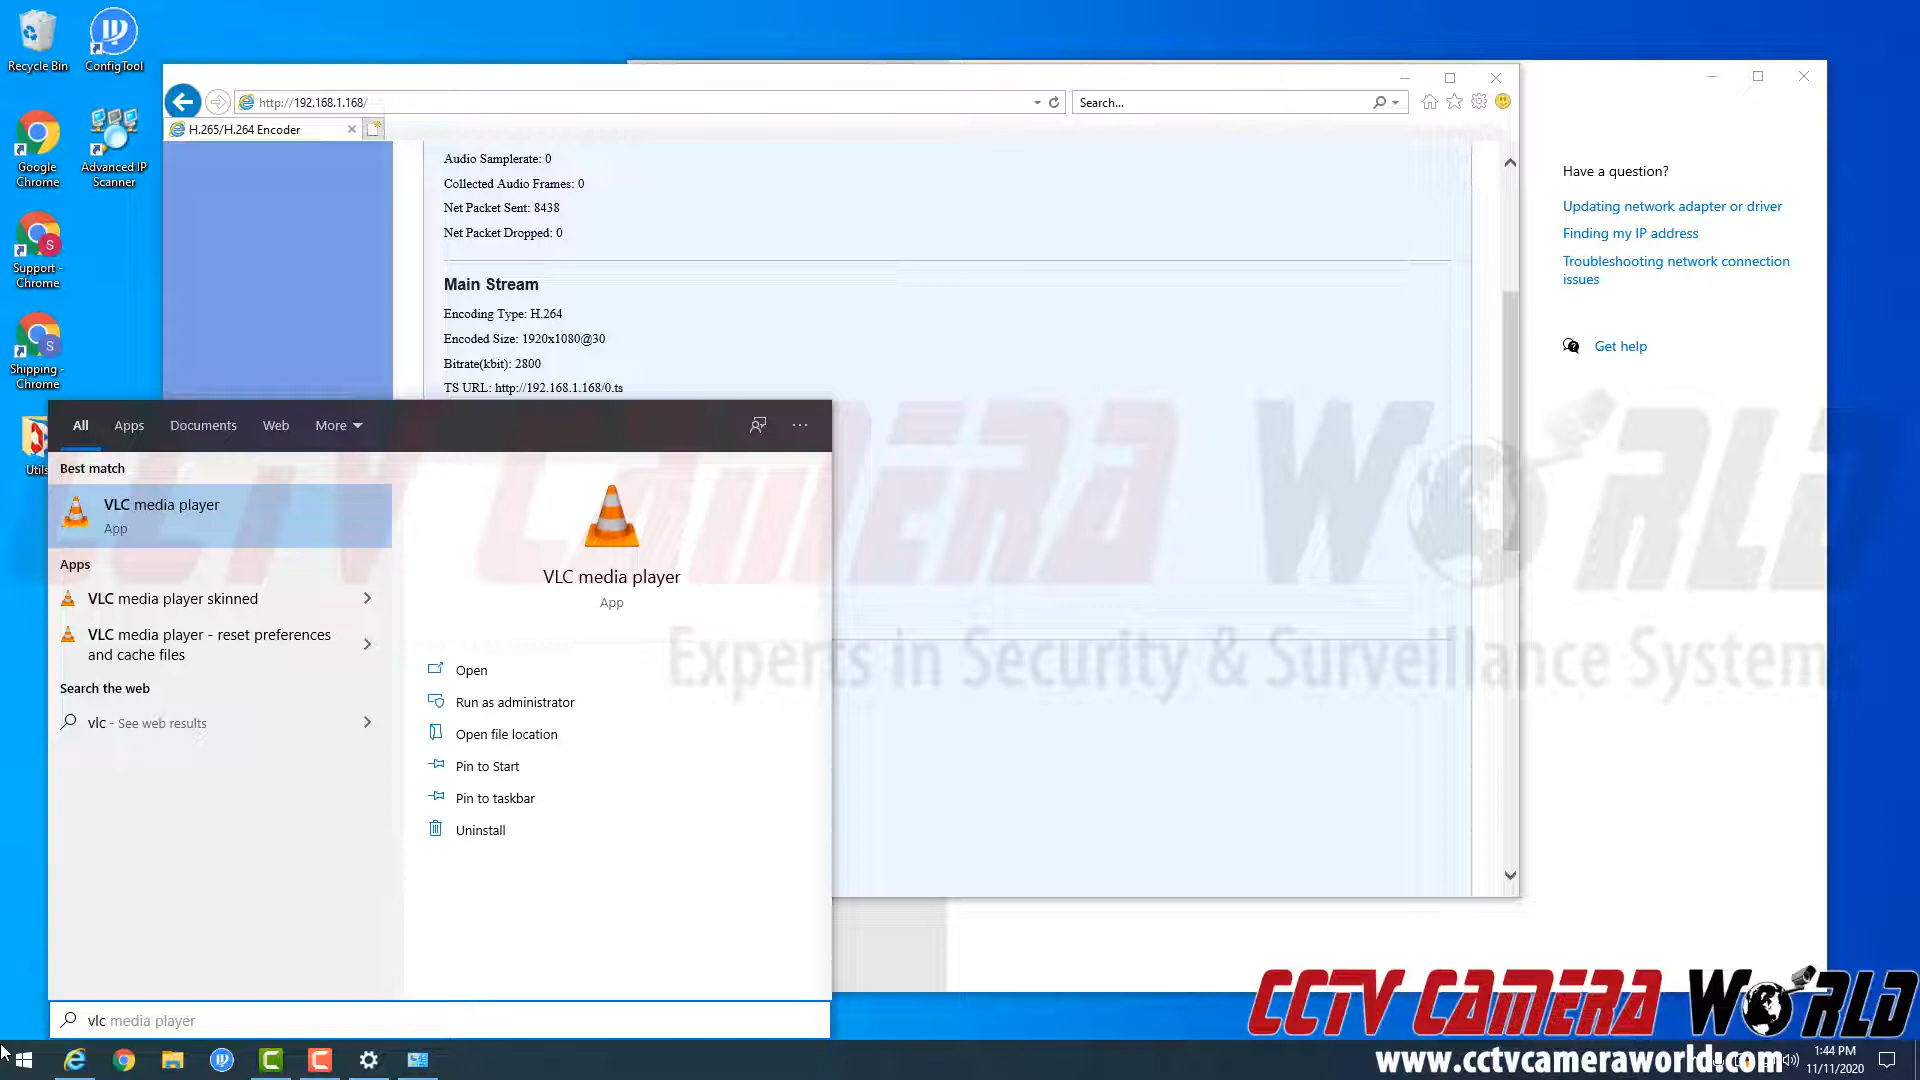 Recycle Bin
ConfigTool
Google Chrome
Advanced IP Scanner
Support - Chrome
Shipping - Chrome
Utils
http://192.168.1.168/
Search...
H.265/H.264 Encoder
Audio Samplerate: 0
Collected Audio Frames: 0
Net Packet Sent: 8438
Net Packet Dropped: 0
Main Stream
Encoding Type: H.264
Encoded Size: 1920x1080@30
Bitrate(kbit): 2800
TS URL: http://192.168.1.168/0.ts
Have a question?
Updating network adapter or driver
Finding my IP address
Troubleshooting network connection
issues
Get help
All Apps Documents Web More
Best match
VLC media player
App
Apps
VLC media player skinned
VLC media player - reset preferences
and cache files
Search the web
vlc - See web results
VLC media player
App
Open
Run as administrator
Open file location
Pin to Start
Pin to taskbar
Uninstall
vlc media player
CCTV CAMERA WORLD
Experts in Security & Surveillance Systems
CCTV CAMERA WORLD
www.cctvcameraworld.com
1:44 PM
11/11/2020